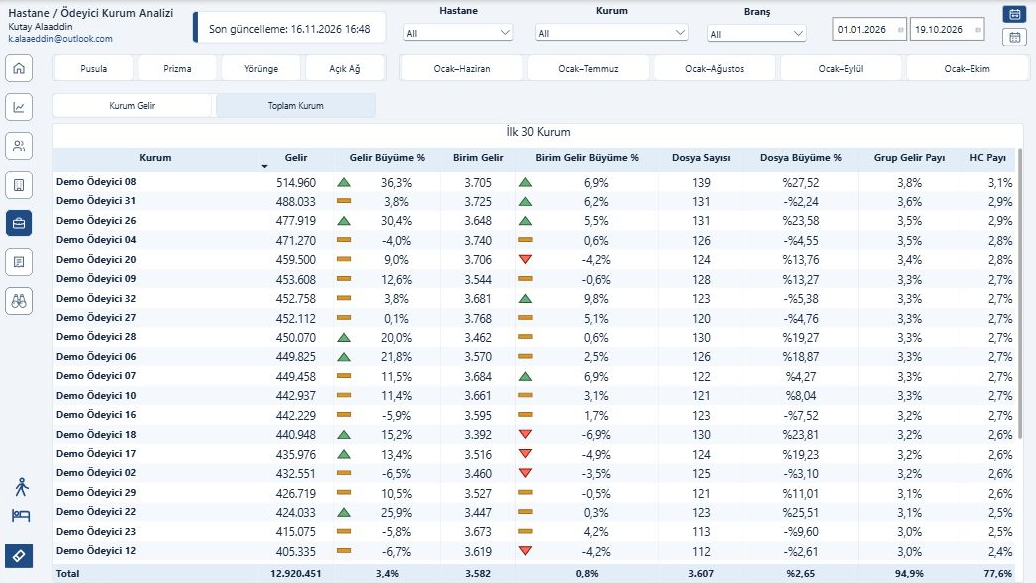 Hastane / Ödeyici Kurum Analizi
Kutay Alaaddin
k.alaaeddin@outlook.com
Son güncelleme: 16.11.2026 16:48
Hastane
All
Kurum
All
Branş
All
01.01.2026
19.10.2026
Pusula
Prizma
Yörünge
Açık Ağ
Ocak–Haziran
Ocak–Temmuz
Ocak–Ağustos
Ocak–Eylül
Ocak–Ekim
Kurum Gelir
Toplam Kurum
İlk 30 Kurum
Kurum Gelir Gelir Büyüme % Birim Gelir Birim Gelir Büyüme % Dosya Sayısı Dosya Büyüme % Grup Gelir Payı HC Payı
Demo Ödeyici 08 514.960 36,3% 3.705 6,9% 139 %27,52 3,8% 3,1%
Demo Ödeyici 31 488.033 3,8% 3.725 6,2% 131 -%2,24 3,6% 2,9%
Demo Ödeyici 26 477.919 30,4% 3.648 5,5% 131 %23,58 3,5% 2,9%
Demo Ödeyici 04 471.270 -4,0% 3.740 0,6% 126 -%4,55 3,5% 2,8%
Demo Ödeyici 20 459.500 9,0% 3.706 -4,2% 124 %13,76 3,4% 2,8%
Demo Ödeyici 09 453.608 12,6% 3.544 -0,6% 128 %13,27 3,3% 2,7%
Demo Ödeyici 32 452.758 3,8% 3.681 9,8% 123 -%5,38 3,3% 2,7%
Demo Ödeyici 27 452.112 0,1% 3.768 5,1% 120 -%4,76 3,3% 2,7%
Demo Ödeyici 28 450.070 20,0% 3.462 0,6% 130 %19,27 3,3% 2,7%
Demo Ödeyici 06 449.825 21,8% 3.570 2,5% 126 %18,87 3,3% 2,7%
Demo Ödeyici 07 449.458 11,5% 3.684 6,9% 122 %4,27 3,3% 2,7%
Demo Ödeyici 10 442.937 11,4% 3.661 3,1% 121 %8,04 3,3% 2,7%
Demo Ödeyici 16 442.229 -5,9% 3.595 1,7% 123 -%7,52 3,2% 2,7%
Demo Ödeyici 18 440.948 15,2% 3.392 -6,9% 130 %23,81 3,2% 2,6%
Demo Ödeyici 17 435.976 13,4% 3.516 -4,9% 124 %19,23 3,2% 2,6%
Demo Ödeyici 02 432.551 -6,5% 3.460 -3,5% 125 -%3,10 3,2% 2,6%
Demo Ödeyici 29 426.719 10,5% 3.527 -0,5% 121 %11,01 3,1% 2,6%
Demo Ödeyici 22 424.033 25,9% 3.447 0,3% 123 %25,51 3,1% 2,5%
Demo Ödeyici 23 415.075 -5,8% 3.673 4,2% 113 -%9,60 3,0% 2,5%
Demo Ödeyici 12 405.335 -6,7% 3.619 -4,2% 112 -%2,61 3,0% 2,4%
Total 12.920.451 3,4% 3.582 0,8% 3.607 %2,65 94,9% 77,6%